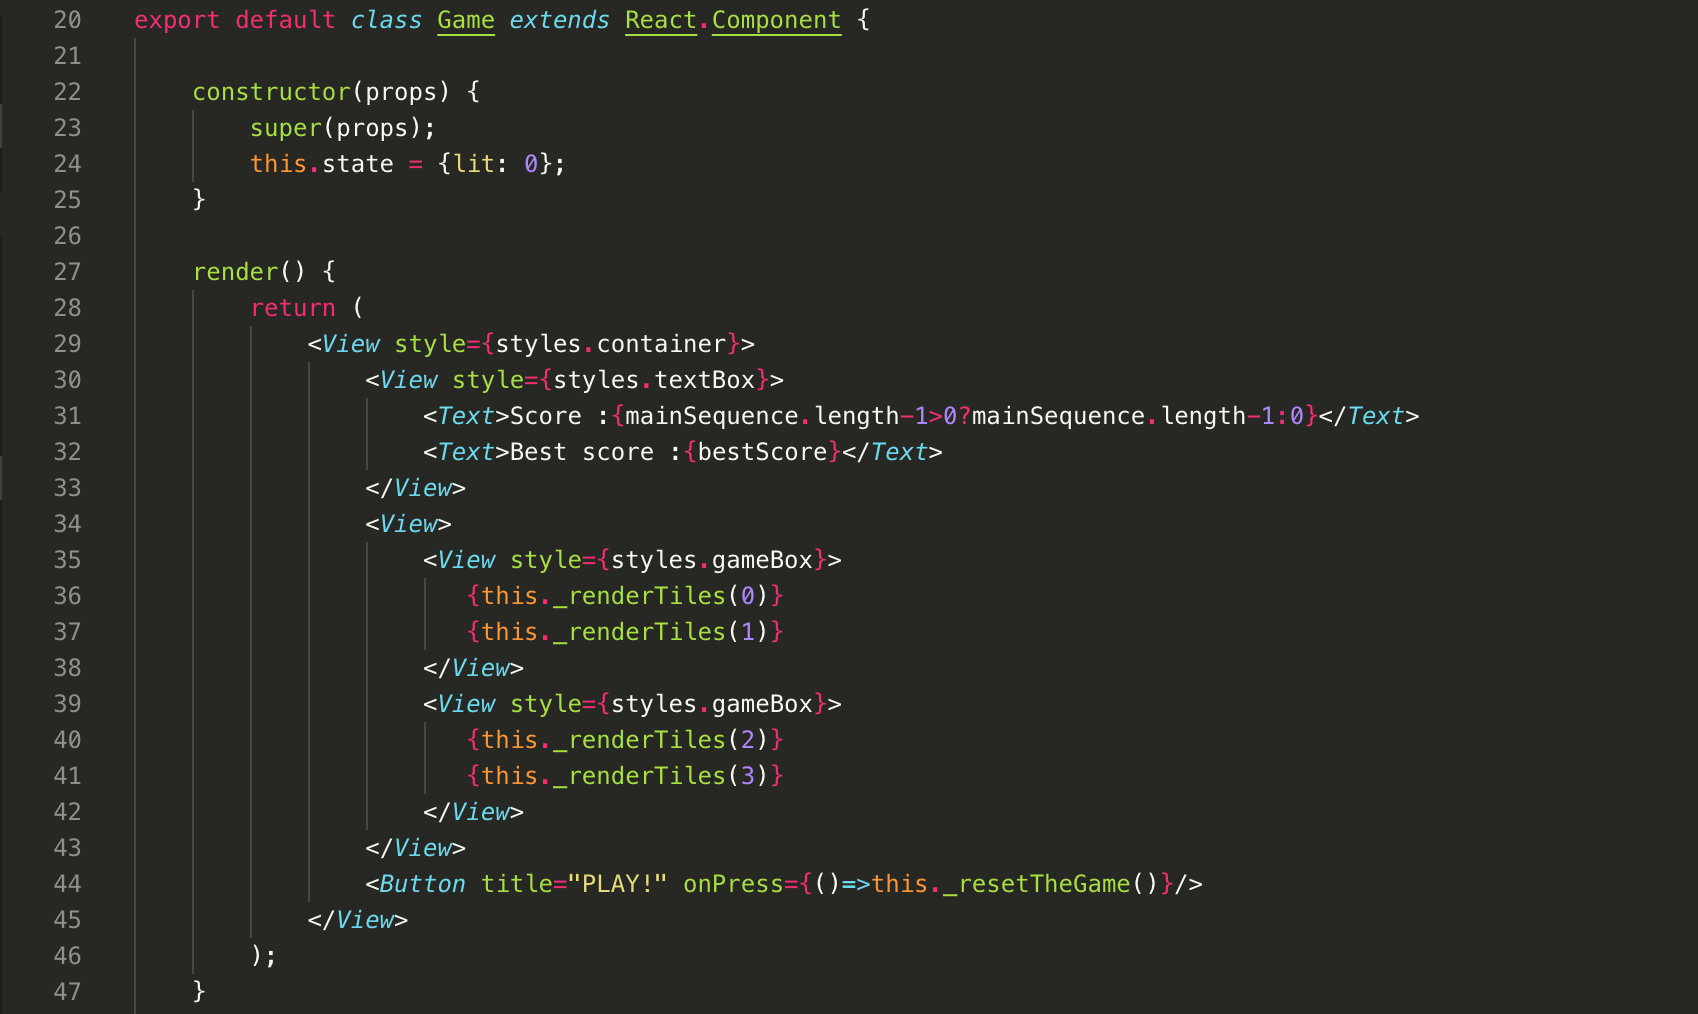 20 export default class Game extends React.Component {
21
22     constructor(props) {
23         super(props);
24         this.state = {lit: 0};
25     }
26
27     render() {
28         return (
29             <View style={styles.container}>
30                 <View style={styles.textBox}>
31                     <Text>Score :{mainSequence.length-1>0?mainSequence.length-1:0}</Text>
32                     <Text>Best score :{bestScore}</Text>
33                 </View>
34                 <View>
35                     <View style={styles.gameBox}>
36                        {this._renderTiles(0)}
37                        {this._renderTiles(1)}
38                     </View>
39                     <View style={styles.gameBox}>
40                        {this._renderTiles(2)}
41                        {this._renderTiles(3)}
42                     </View>
43                 </View>
44                 <Button title="PLAY!" onPress={()=>this._resetTheGame()}/>
45             </View>
46         );
47     }